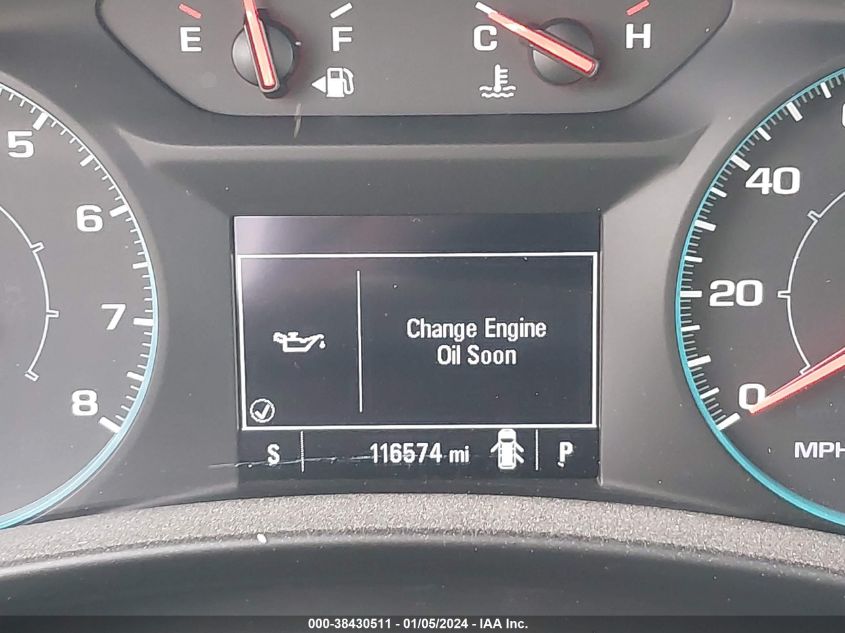 E F C H
5
6
7
8
40
20
0
MPH
Change Engine
Oil Soon
S 116574 mi P
000-38430511 - 01/05/2024 - IAA Inc.